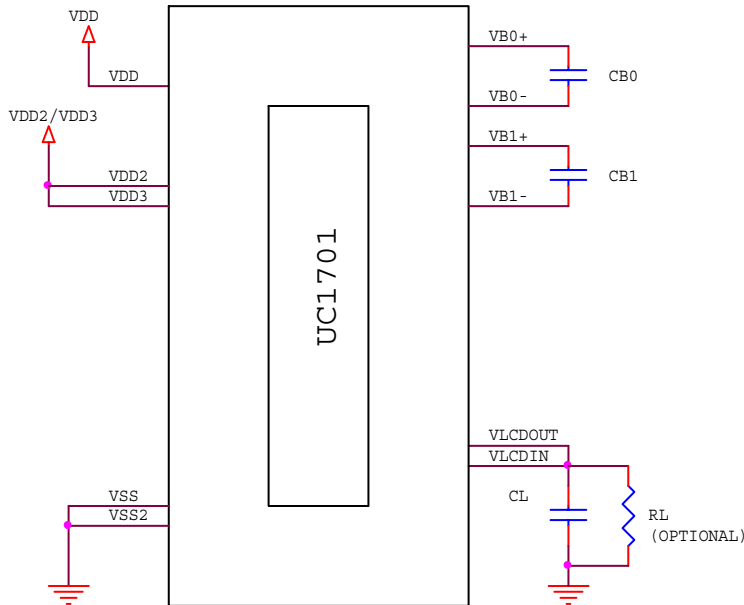 VDD
VDD
VDD2/VDD3
VDD2
VDD3
VSS
VSS2
UC1701
VB0+
VB0-
CB0
VB1+
VB1-
CB1
VLCDOUT
VLCDIN
CL
RL
(OPTIONAL)